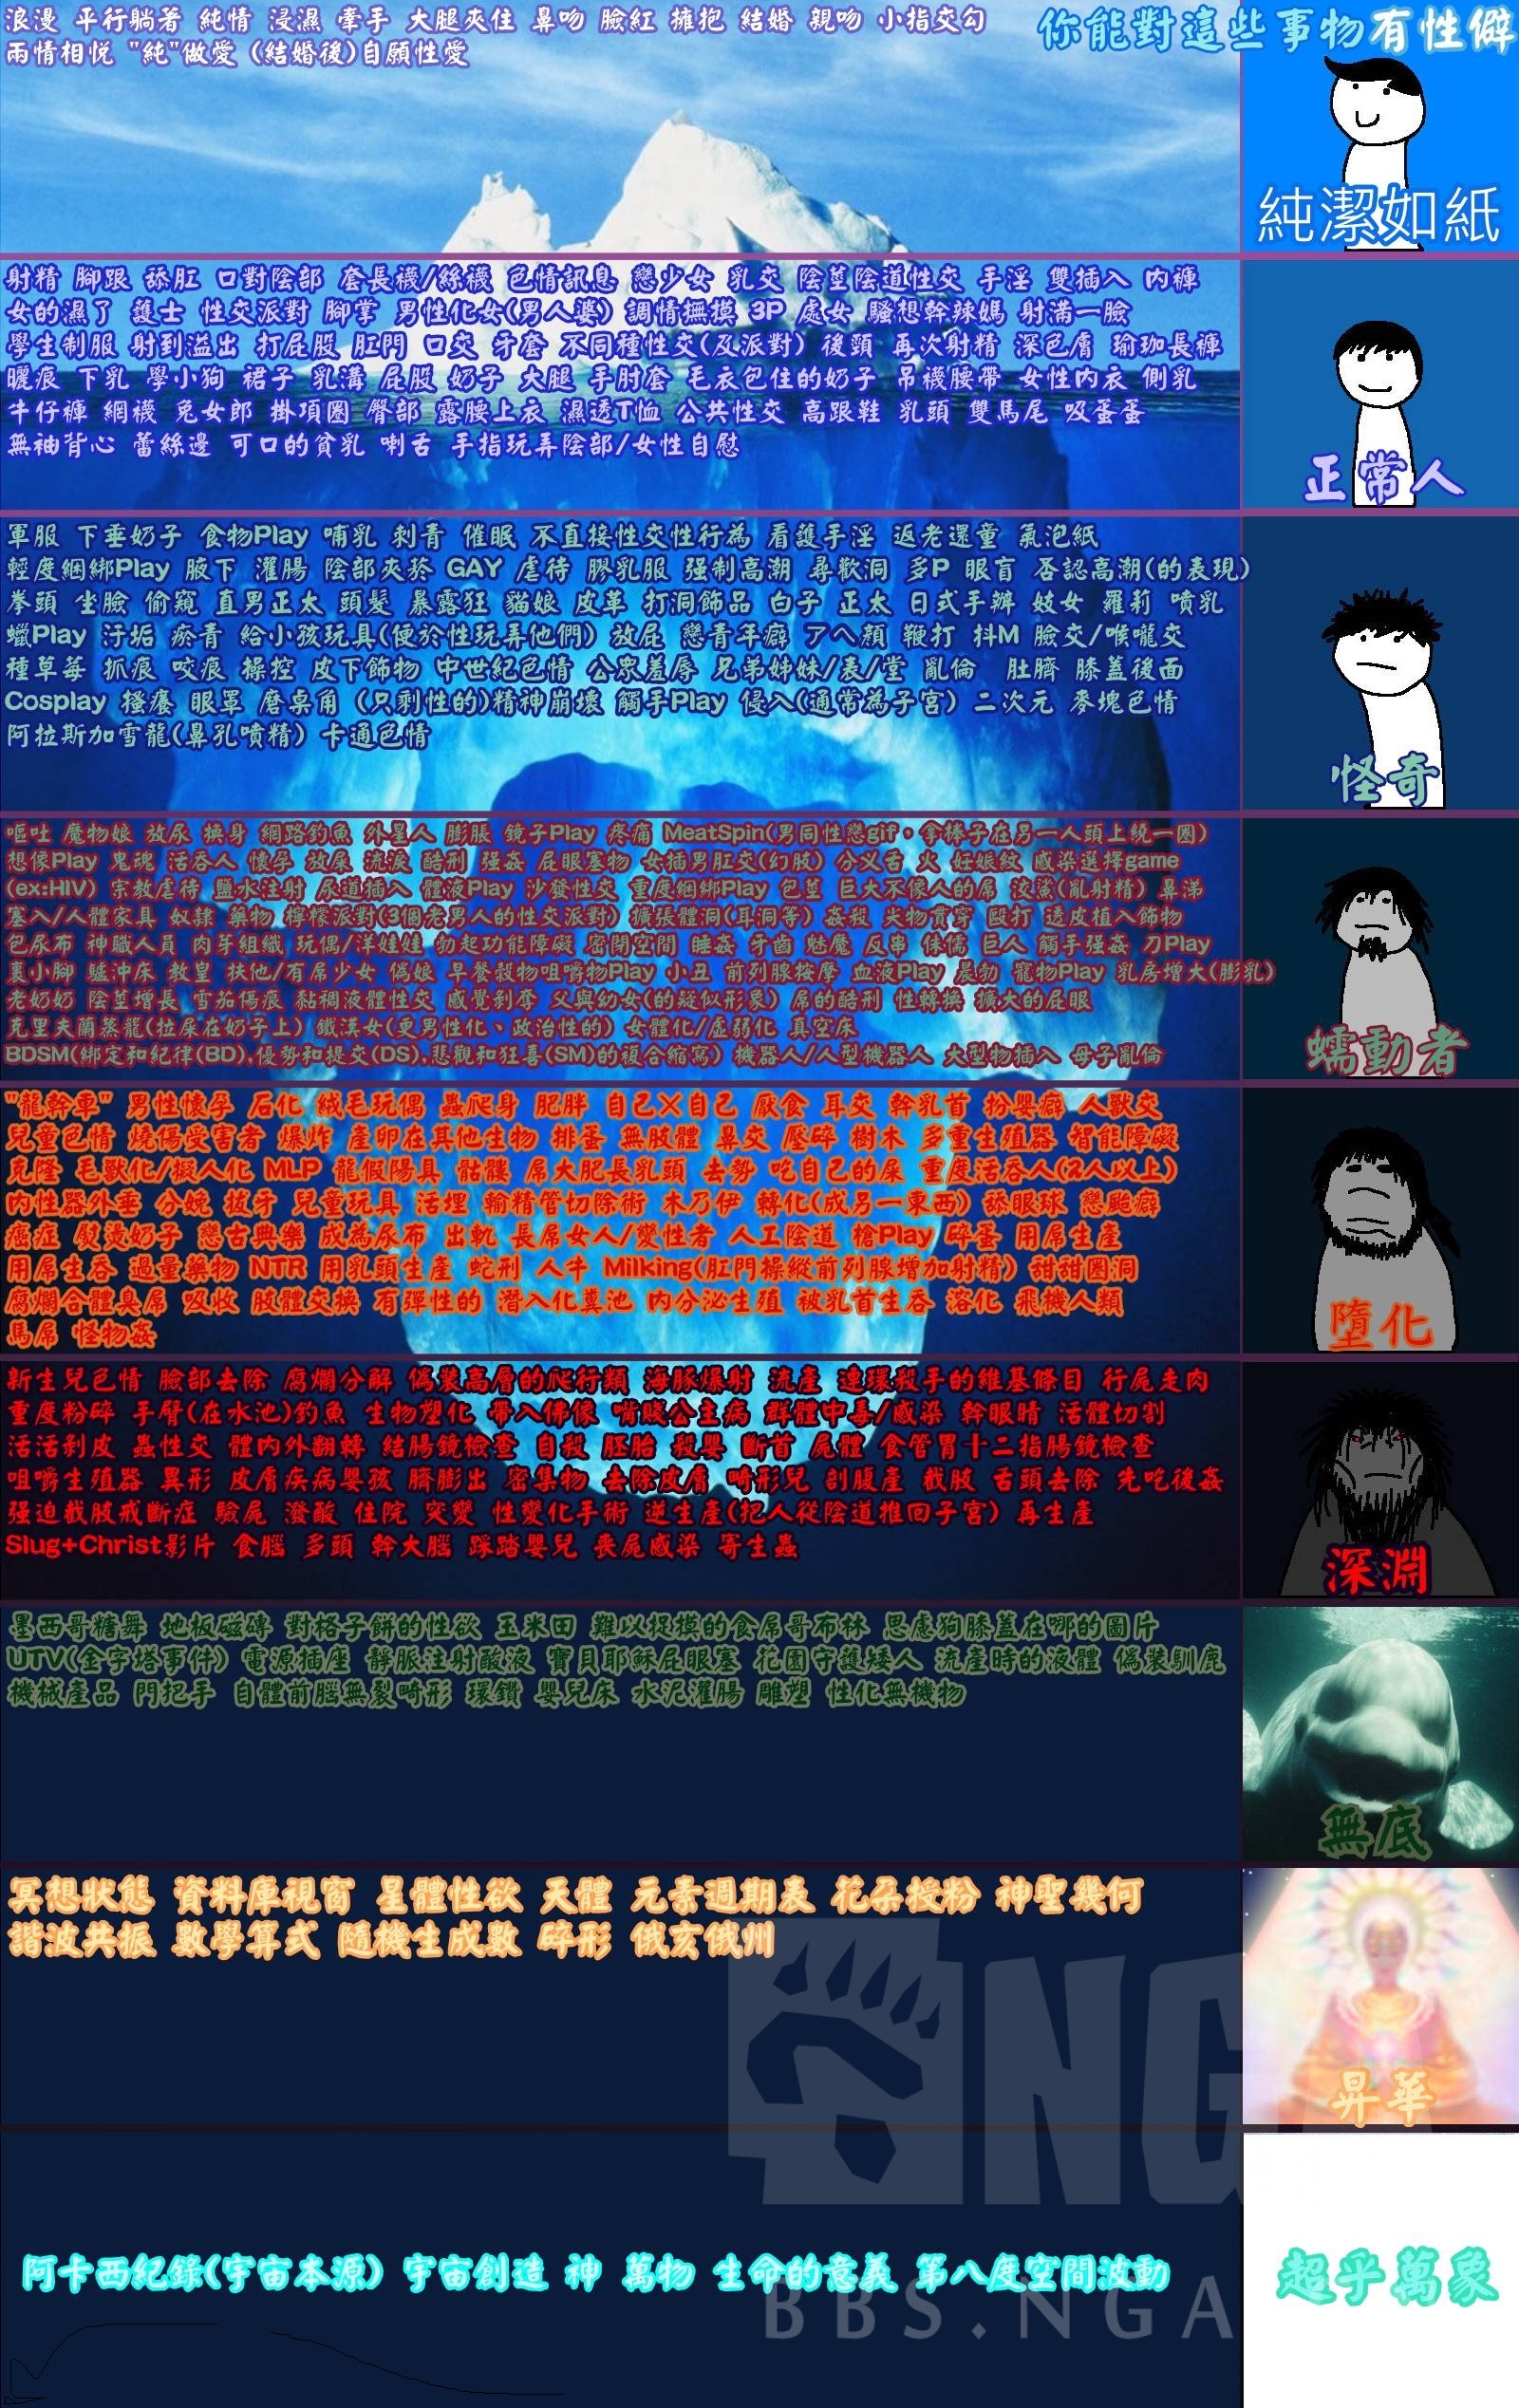 浪漫 平行躺著 純情 浸濕 牽手 大腿夾住 鼻吻 臉紅 擁抱 結婚 親吻 小指交勾
兩情相悅 "純"做愛 (結婚後)自願性愛
你能對這些事物有性僻
純潔如紙
射精 腳跟 舔肛 口對陰部 套長襪/絲襪 色情訊息 戀少女 乳交 陰莖陰道性交 手淫 雙插入 內褲
女的濕了 護士 性交派對 腳掌 男性化女(男人婆) 調情撫摸 3P 處女 騷想幹辣媽 射滿一臉
學生制服 射到溢出 打屁股 肛門 口交 牙套 不同種性交(及派對) 後頸 再次射精 深色膚 瑜珈長褲
曬痕 下乳 學小狗 裙子 乳溝 屁股 奶子 大腿 手肘套 毛衣包住的奶子 吊襪腰帶 女性內衣 側乳
牛仔褲 網襪 兔女郎 掛項圈 臀部 露腰上衣 濕透T恤 公共性交 高跟鞋 乳頭 雙馬尾 吸蛋蛋
無袖背心 蕾絲邊 可口的貧乳 喇舌 手指玩弄陰部/女性自慰
正常人
軍服 下垂奶子 食物Play 哺乳 刺青 催眠 不直接性交性行為 看護手淫 返老還童 氣泡紙
輕度綑綁Play 腋下 灌腸 陰部夾於 GAY 虐待 膠乳服 强制高潮 尋歡洞 多P 眼盲 否認高潮(的表現)
拳頭 坐臉 偷窺 直男正太 頭髮 暴露狂 貓娘 皮革 打洞飾品 白子 正太 日式手辦 妓女 羅莉 噴乳
蠟Play 汙垢 瘀青 給小孩玩具(便於性玩弄他們) 放屁 戀青年癖 アヘ顏 鞭打 抖M 臉交/喉嚨交
種草莓 抓痕 咬痕 操控 皮下飾物 中世紀色情 公眾羞辱 兄弟姊妹/表/堂 亂倫 肚臍 膝蓋後面
Cosplay 搔癢 眼罩 磨桌角 (只剩性的)精神崩壞 觸手Play 侵入(通常為子宮) 二次元 麥塊色情
阿拉斯加雪龍(鼻孔噴精) 卡通色情
怪奇
嘔吐 魔物娘 放尿 換身 網路釣魚 外星人 膨脹 鏡子Play 疼痛 MeatSpin(男同性戀gif，拿棒子在另一人頭上繞一圈)
想像Play 鬼魂 活吞人 懷孕 放屎 流淚 酷刑 强姦 屁眼塞物 女插男肛交(幻肢) 分叉舌 火 妊娠紋 感染選擇game
(ex:HIV) 宗教虐待 鹽水注射 尿道插入 體液Play 沙發性交 重度綑綁Play 包莖 巨大不像人的屌 汶鯊(亂射精) 鼻涕
塞入/人體家具 奴隸 藥物 檸檬派對(3個老男人的性交派對) 擴張體洞(耳洞等) 姦殺 尖物貫穿 毆打 透皮植入飾物
包尿布 神職人員 肉芽組織 玩偶/洋娃娃 勃起功能障礙 密閉空間 睡姦 牙齒 魅魔 反串 侏儒 巨人 觸手强姦 刀Play
裹小腳 驢沖床 教皇 扶他/有屌少女 偽娘 早餐穀物咀嚼物Play 小丑 前列腺按摩 血液Play 晨勃 寵物Play 乳房增大(膨乳)
老奶奶 陰莖增長 雪茄傷痕 黏稠液體性交 感覺剝奪 父與幼女(的疑似形象) 屌的酷刑 性轉換 擴大的屁眼
克里夫蘭蒸籠(拉屎在奶子上) 鐵漢女(更男性化、政治性的) 女體化/虛弱化 真空床
BDSM(綁定和紀律(BD),優勢和提交(DS),悲觀和狂喜(SM)的複合縮寫) 機器人/人型機器人 大型物插入 母子亂倫
蠕動者
"龍幹車" 男性懷孕 石化 絨毛玩偶 蟲爬身 肥胖 自己×自己 厭食 耳交 幹乳首 扮嬰癖 人獸交
兒童色情 燒傷受害者 爆炸 產卵在其他生物 排蛋 無肢體 鼻交 壓碎 樹木 多重生殖器 智能障礙
克隆 毛獸化/擬人化 MLP 龍假陽具 骷髏 屌大肥長乳頭 去勢 吃自己的屎 重度活吞人(2人以上)
內性器外垂 分娩 拔牙 兒童玩具 活埋 輸精管切除術 木乃伊 轉化(成另一東西) 舔眼球 戀颱癖
癌症 熨燙奶子 戀古典樂 成為尿布 出軌 長屌女人/變性者 人工陰道 槍Play 碎蛋 用屌生產
用屌生吞 過量藥物 NTR 用乳頭生產 蛇刑 人牛 Milking(肛門操縱前列腺增加射精) 甜甜圈洞
腐爛合體臭屌 吸收 肢體交換 有彈性的 潛入化糞池 內分泌生殖 被乳首生吞 溶化 飛機人類
馬屌 怪物姦
墮化
新生兒色情 臉部去除 腐爛分解 偽裝高層的爬行類 海豚爆射 流產 連環殺手的維基條目 行屍走肉
重度粉碎 手臂(在水池)釣魚 生物塑化 帶入佛像 嘴賤公主病 群體中毒/感染 幹眼睛 活體切割
活活剝皮 蟲性交 體內外翻轉 結腸鏡檢查 自殺 胚胎 殺嬰 斷首 屍體 食管胃十二指腸鏡檢查
咀嚼生殖器 異形 皮膚疾病嬰孩 臍膨出 密集物 去除皮膚 畸形兒 剖腹產 截肢 舌頭去除 先吃後姦
强迫截肢戒斷症 驗屍 潑酸 住院 突變 性變化手術 逆生產(把人從陰道推回子宮) 再生產
Slug+Christ影片 食腦 多頭 幹大腦 踩踏嬰兒 喪屍感染 寄生蟲
深淵
墨西哥糖舞 地板磁磚 對格子餅的性欲 玉米田 難以捉摸的食屌哥布林 思慮狗膝蓋在哪的圖片
UTV(金字塔事件) 電源插座 靜脈注射酸液 寶貝耶穌屁眼塞 花園守護矮人 流產時的液體 偽裝馴鹿
機械產品 門把手 自體前腦無裂畸形 環鑽 嬰兒床 水泥灌腸 雕塑 性化無機物
無底
冥想狀態 資料庫視窗 星體性欲 天體 元素週期表 花朵授粉 神聖幾何
諧波共振 數學算式 隨機生成數 碎形 俄亥俄州
昇華
NGA
阿卡西紀錄(宇宙本源) 宇宙創造 神 萬物 生命的意義 第八度空間波動
超乎萬象
BBS.NGA